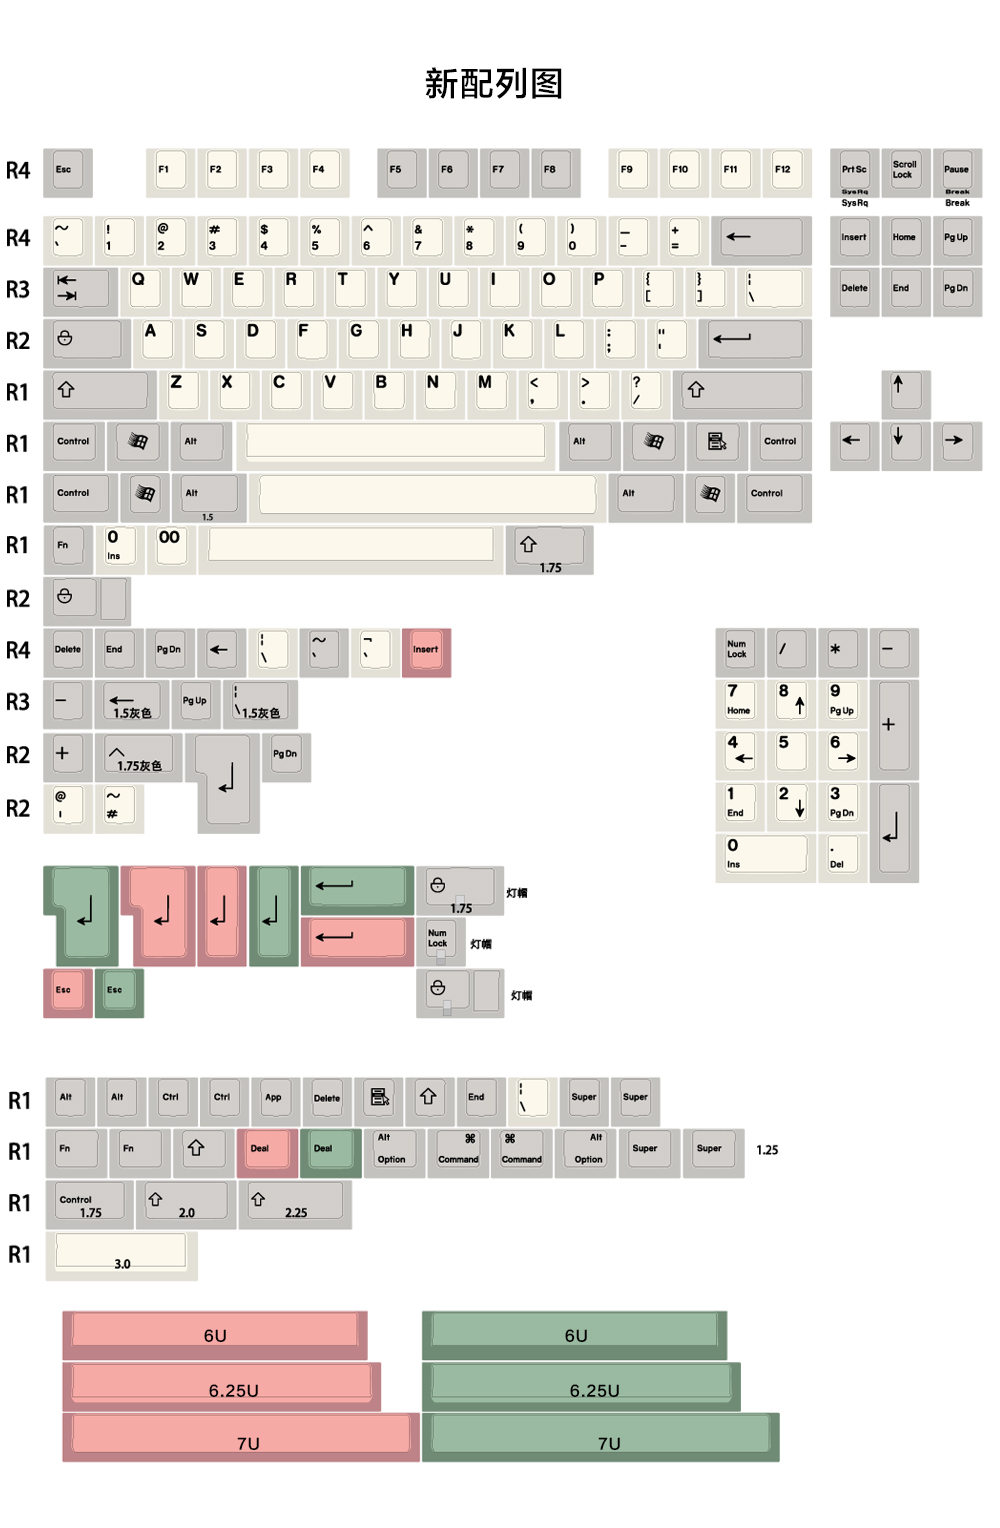 新配列图
R4 Esc F1 F2 F3 F4 F5 F6 F7 F8 F9 F10 F11 F12 Prt Sc Scroll Lock Pause
SysRq Break
SysRq Break
R4 ~ ` ! 1 @ 2 # 3 $ 4 % 5 ^ 6 & 7 * 8 ( 9 ) 0 — - + = ← Insert Home Pg Up
R3 Q W E R T Y U I O P { [ } ] ¦ \ Delete End Pg Dn
R2 A S D F G H J K L : ; " '
R1 Z X C V B N M < , > . ? /
R1 Control Alt Alt Control
R1 Control Alt Alt Control
1.5
R1 Fn 0 Ins 00 1.75
R2
R4 Delete End Pg Dn ← ¦ \ ~ ` ¬ ` Insert
R3 — 1.5灰色 Pg Up ¦ \ 1.5灰色
R2 + ^ 1.75灰色 Pg Dn
R2 @ ' ~ #
Num Lock / * —
7 Home 8 ↑ 9 Pg Up +
4 ← 5 6 →
1 End 2 ↓ 3 Pg Dn
0 Ins . Del
1.75 灯帽
Num Lock 灯帽
Esc Esc 灯帽
R1 Alt Alt Ctrl Ctrl App Delete End ¦ \ Super Super
R1 Fn Fn Deal Deal Alt Option ⌘ Command ⌘ Command Alt Option Super Super 1.25
R1 Control 1.75 2.0 2.25
R1 3.0
6U 6U
6.25U 6.25U
7U 7U